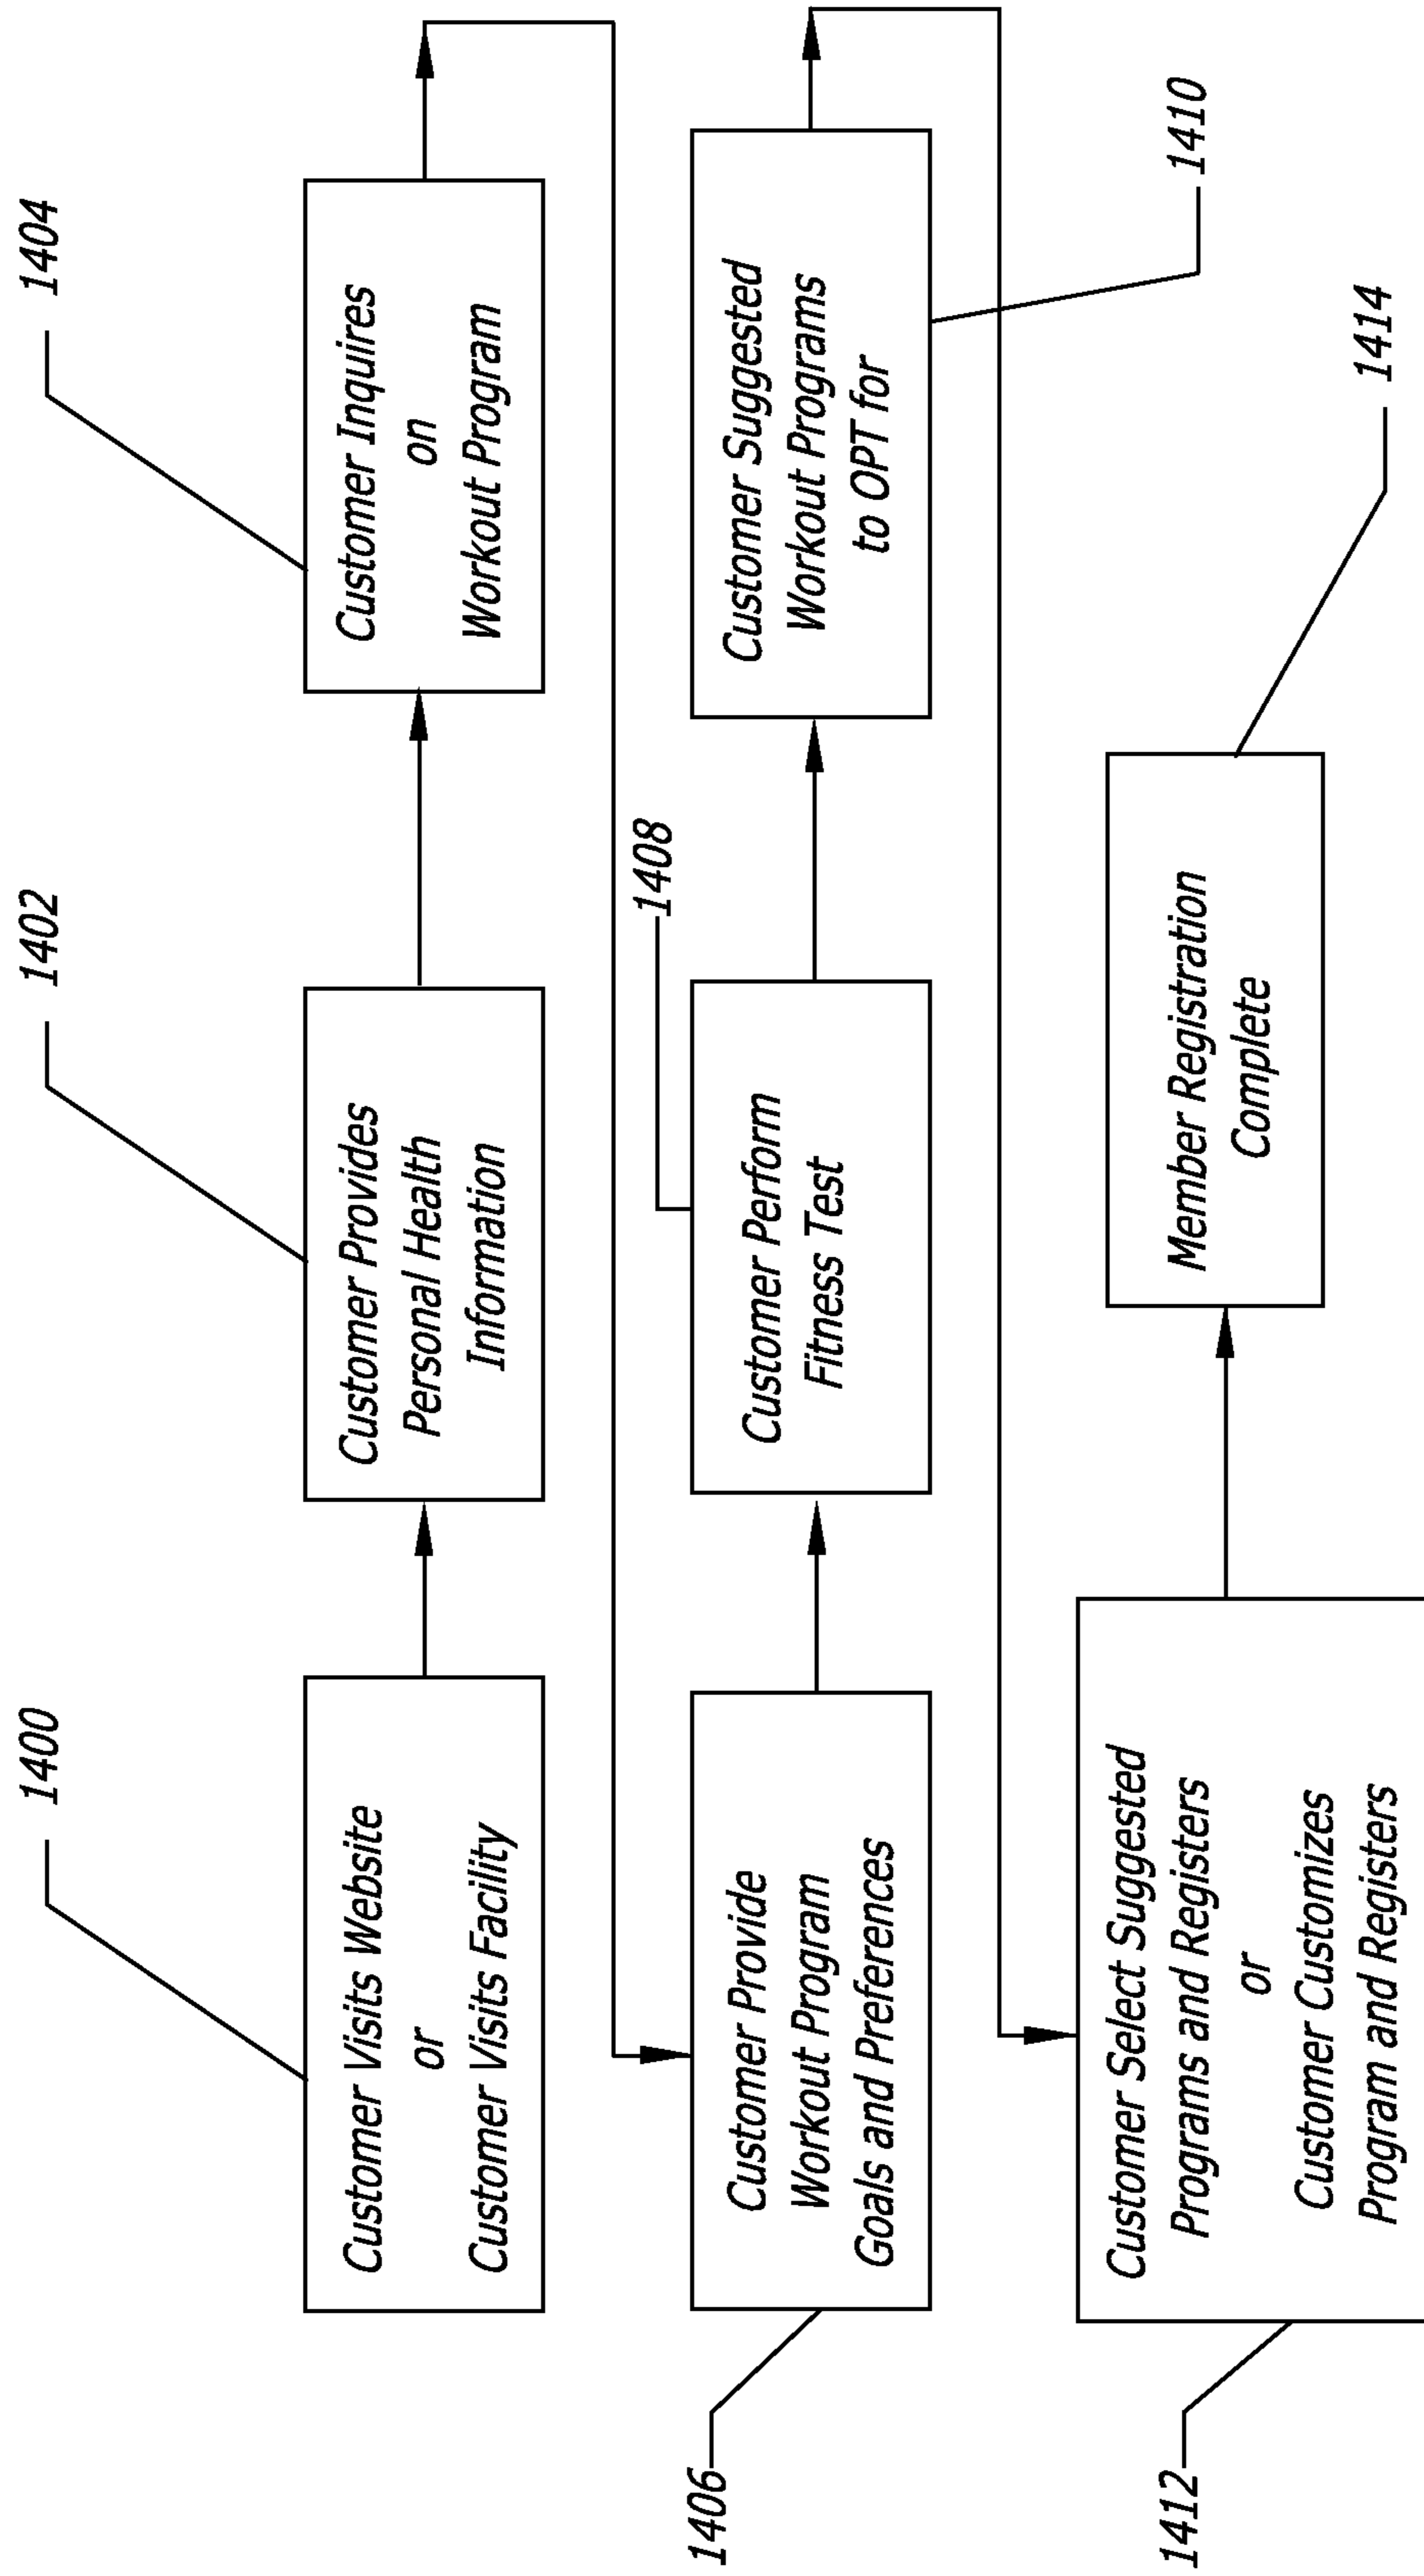 1400
Customer Visits Website
or
Customer Visits Facility
1402
Customer Provides
Personal Health
Information
1404
Customer Inquires
on
Workout Program
1406
Customer Provide
Workout Program
Goals and Preferences
1408
Customer Perform
Fitness Test
1410
Customer Suggested
Workout Programs
to OPT for
1412
Customer Select Suggested
Programs and Registers
or
Customer Customizes
Program and Registers
1414
Member Registration
Complete